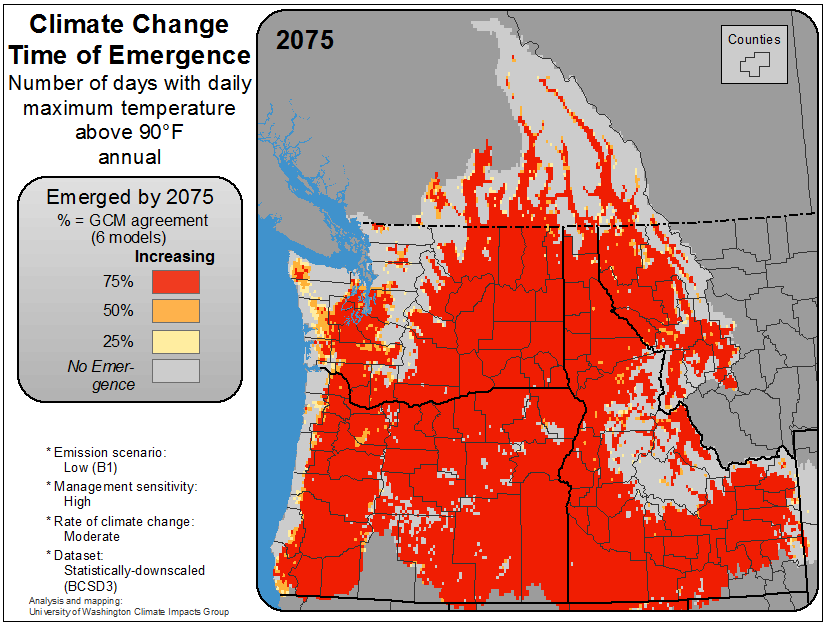 Climate Change
Time of Emergence
Number of days with daily
maximum temperature
above 90°F
annual
Emerged by 2075
% = GCM agreement
(6 models)
Increasing
75%
50%
25%
No Emer-
gence
* Emission scenario:
Low (B1)
* Management sensitivity:
High
* Rate of climate change:
Moderate
* Dataset:
Statistically-downscaled
(BCSD3)
Analysis and mapping:
University of Washington Climate Impacts Group
2075
Counties